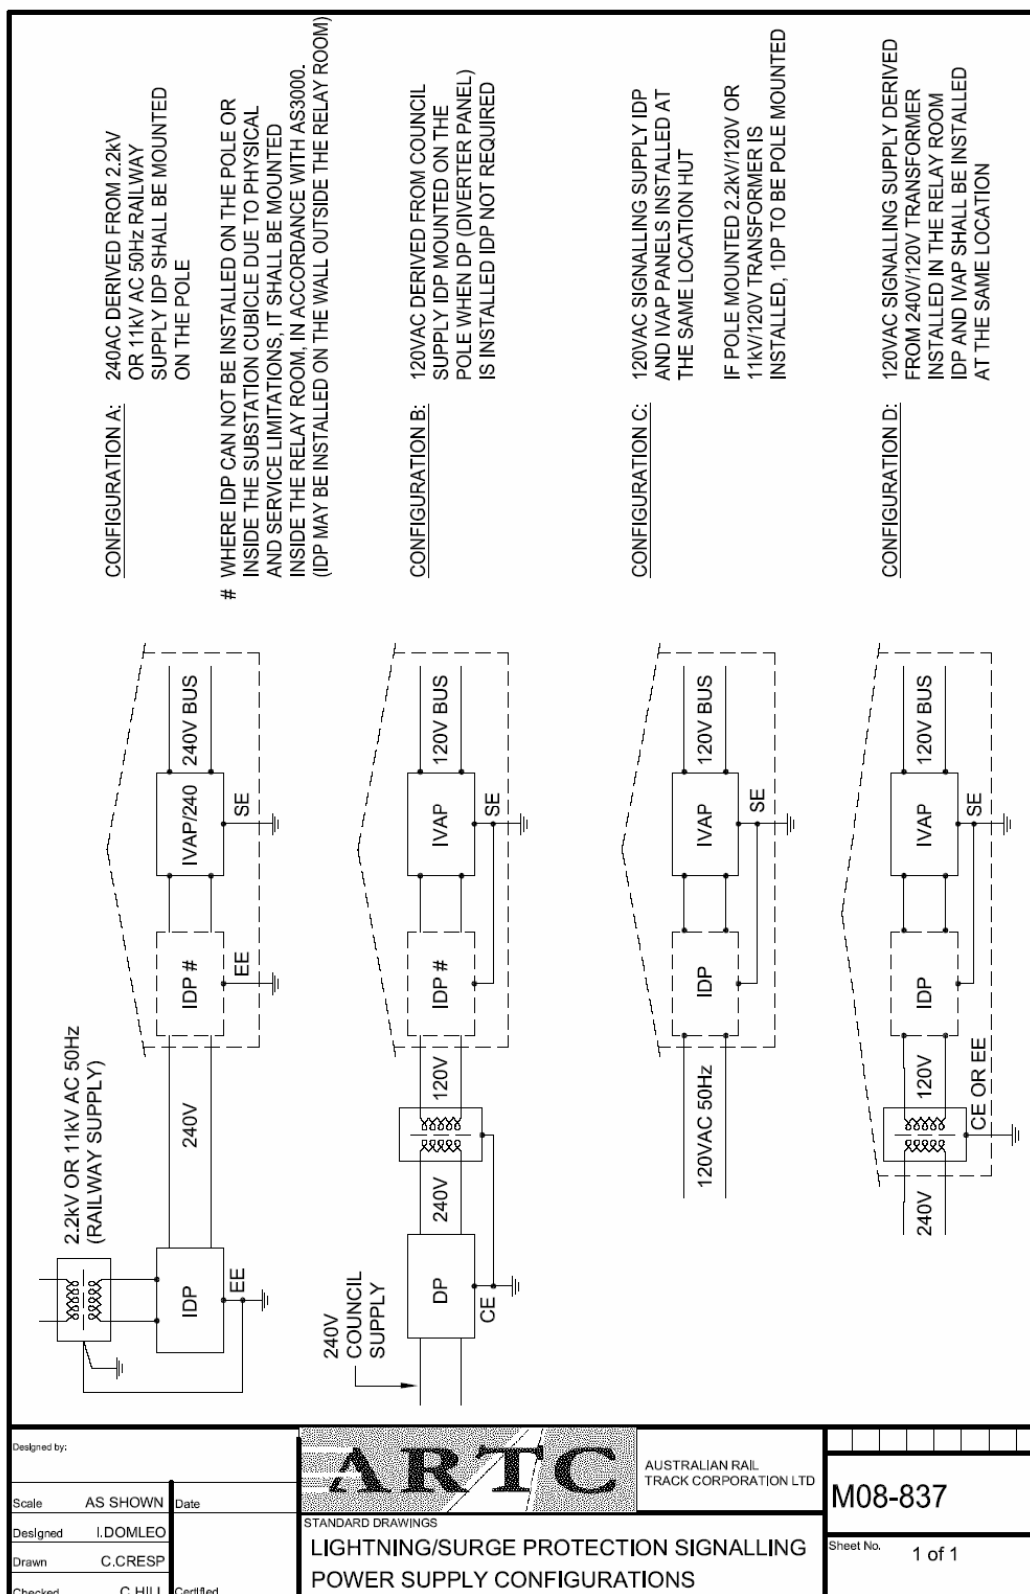 CONFIGURATION A:
240AC DERIVED FROM 2.2kV
OR 11kV AC 50Hz RAILWAY
SUPPLY IDP SHALL BE MOUNTED
ON THE POLE
# WHERE IDP CAN NOT BE INSTALLED ON THE POLE OR
INSIDE THE SUBSTATION CUBICLE DUE TO PHYSICAL
AND SERVICE LIMITATIONS, IT SHALL BE MOUNTED
INSIDE THE RELAY ROOM, IN ACCORDANCE WITH AS3000.
(IDP MAY BE INSTALLED ON THE WALL OUTSIDE THE RELAY ROOM)
CONFIGURATION B:
120VAC DERIVED FROM COUNCIL
SUPPLY IDP MOUNTED ON THE
POLE WHEN DP (DIVERTER PANEL)
IS INSTALLED IDP NOT REQUIRED
CONFIGURATION C:
120VAC SIGNALLING SUPPLY IDP
AND IVAP PANELS INSTALLED AT
THE SAME LOCATION HUT
IF POLE MOUNTED 2.2kV/120V OR
11kV/120V TRANSFORMER IS
INSTALLED, 1DP TO BE POLE MOUNTED
CONFIGURATION D:
120VAC SIGNALLING SUPPLY DERIVED
FROM 240V/120V TRANSFORMER
INSTALLED IN THE RELAY ROOM
IDP AND IVAP SHALL BE INSTALLED
AT THE SAME LOCATION
2.2kV OR 11kV AC 50Hz
(RAILWAY SUPPLY)
IDP
EE
240V
IDP #
EE
IVAP/240
SE
240V BUS
240V
COUNCIL
SUPPLY
DP
CE
240V
120V
IDP #
IVAP
SE
120V BUS
120VAC 50Hz
IDP
IVAP
SE
120V BUS
240V
120V
CE OR EE
IDP
IVAP
SE
120V BUS
Designed by:
Scale AS SHOWN Date
Designed I.DOMLEO
Drawn C.CRESP
Checked C.HILL Certified
ARTC
AUSTRALIAN RAIL
TRACK CORPORATION LTD
STANDARD DRAWINGS
LIGHTNING/SURGE PROTECTION SIGNALLING
POWER SUPPLY CONFIGURATIONS
M08-837
Sheet No. 1 of 1